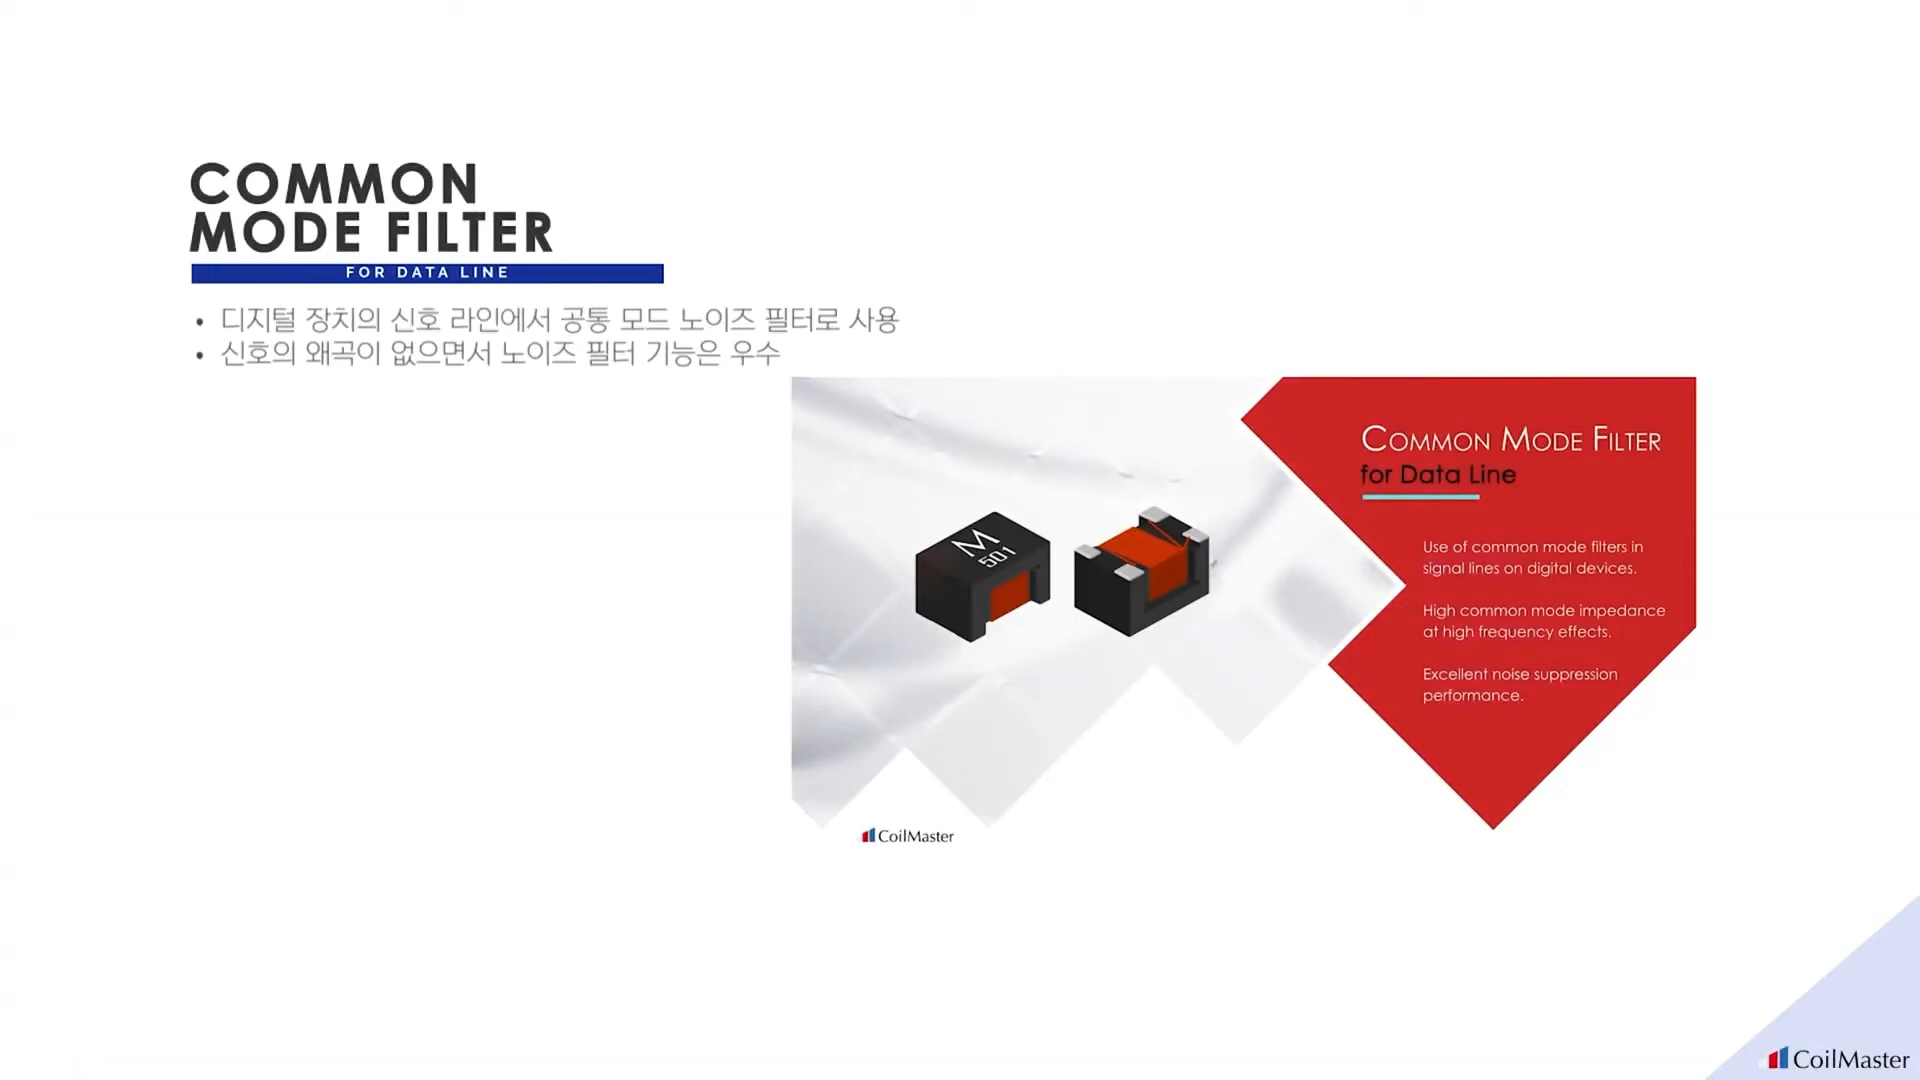 COMMON
MODE FILTER
FOR DATA LINE
• 디지털 장치의 신호 라인에서 공통 모드 노이즈 필터로 사용
• 신호의 왜곡이 없으면서 노이즈 필터 기능은 우수
COMMON MODE FILTER
for Data Line
M
501
Use of common mode filters in
signal lines on digital devices.
High common mode impedance
at high frequency effects.
Excellent noise suppression
performance.
CoilMaster
CoilMaster